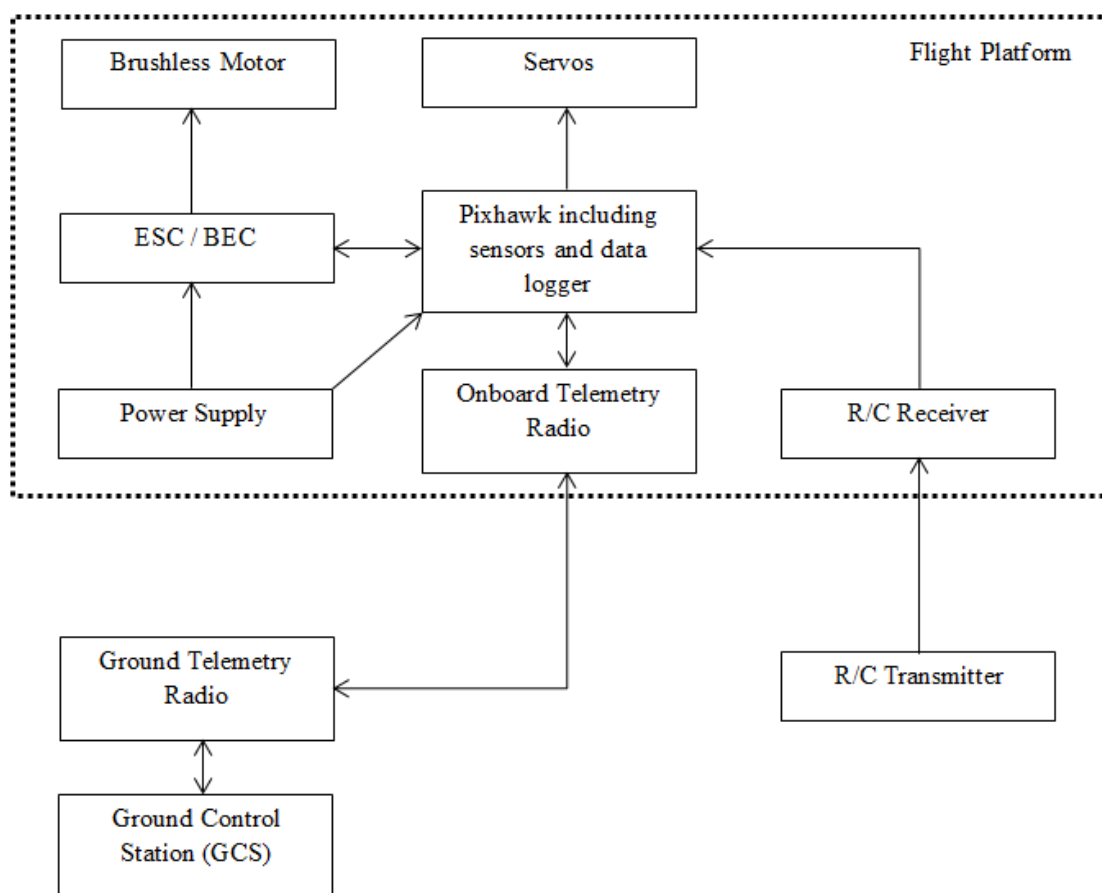 Brushless Motor
Servos
Flight Platform
ESC / BEC
Pixhawk including
sensors and data
logger
Power Supply
Onboard Telemetry
Radio
R/C Receiver
Ground Telemetry
Radio
R/C Transmitter
Ground Control
Station (GCS)